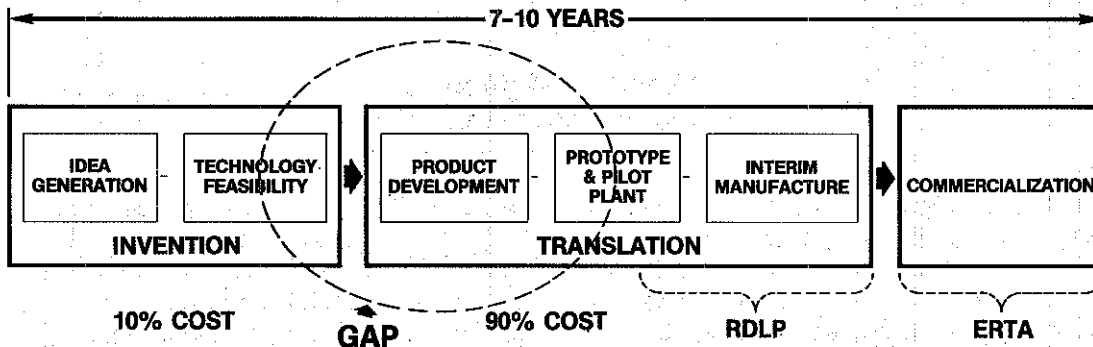 7–10 YEARS
IDEA
GENERATION
TECHNOLOGY
FEASIBILITY
INVENTION
PRODUCT
DEVELOPMENT
PROTOTYPE
& PILOT
PLANT
INTERIM
MANUFACTURE
TRANSLATION
COMMERCIALIZATION
10% COST
GAP
90% COST
RDLP
ERTA